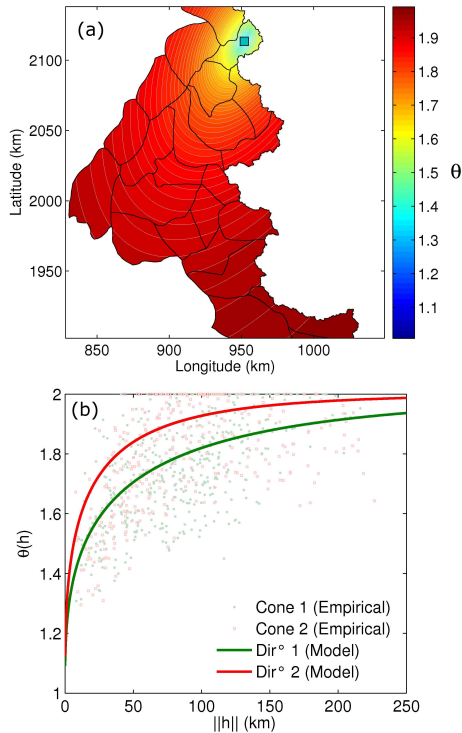 (a)
2100
2050
2000
1950
Latitude (km)
850
900
950
1000
Longitude (km)
1.9
1.8
1.7
1.6
1.5
1.4
1.3
1.2
1.1
θ
(b)
2
1.8
1.6
1.4
1.2
1
θ(h)
Cone 1 (Empirical)
Cone 2 (Empirical)
Dir° 1 (Model)
Dir° 2 (Model)
0
50
100
150
200
250
||h|| (km)